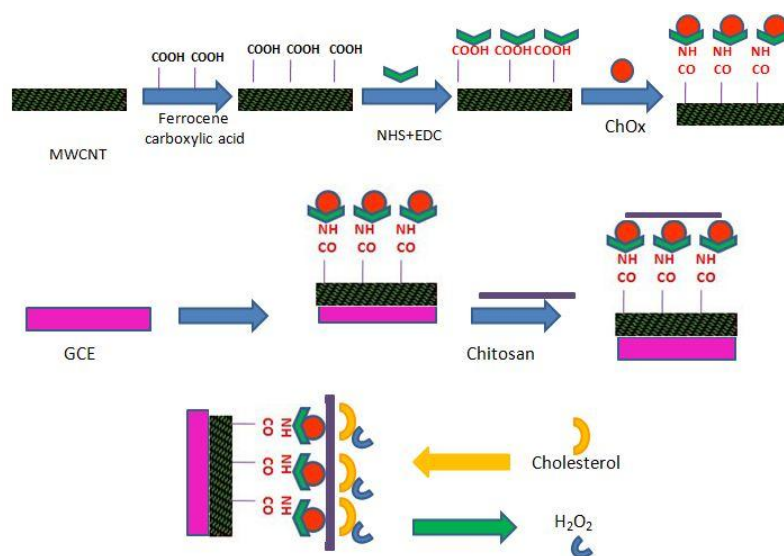 COOH COOH
COOH COOH COOH
COOH COOH COOH
NH NH NH
CO CO CO
MWCNT
Ferrocene
carboxylic acid
NHS+EDC
ChOx
NH NH NH
CO CO CO
NH NH NH
CO CO CO
GCE
Chitosan
CO NH
CO NH
CO NH
Cholesterol
H₂O₂